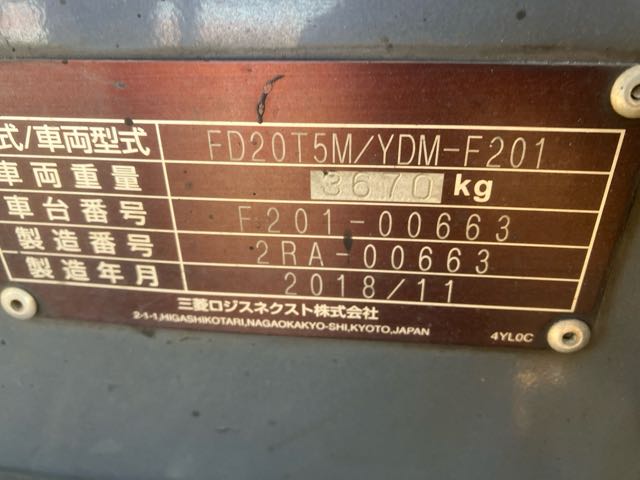 式/車両型式 FD20T5M/YDM-F201
車両重量 3670 kg
車台番号 F201-00663
製造番号 2RA-00663
製造年月 2018/11
三菱ロジスネクスト株式会社
2-1-1,HIGASHIKOTARI,NAGAOKAKYO-SHI,KYOTO,JAPAN
4YL0C